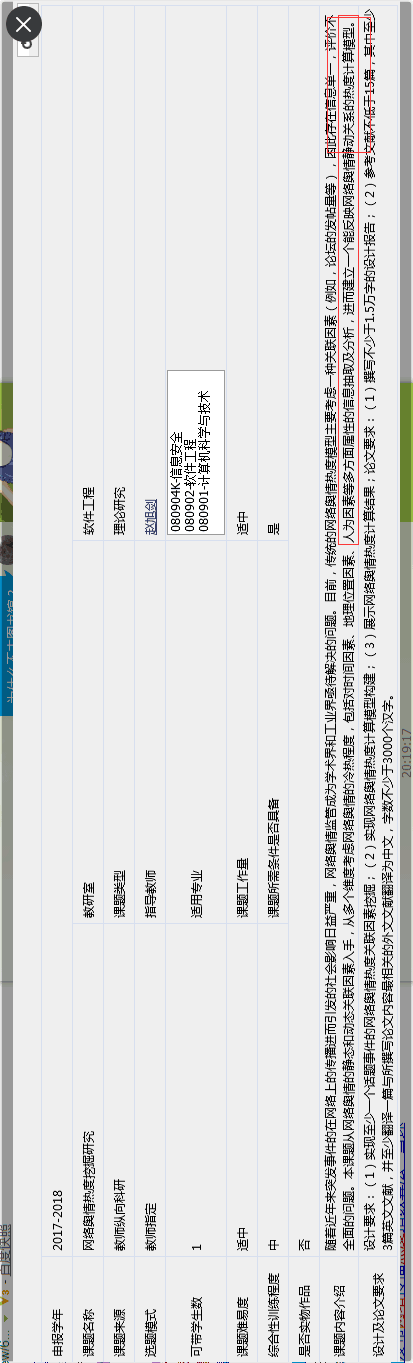 申报学年 2017-2018
课题名称 网络舆情热度挖掘研究 教研室 软件工程
课题来源 教师纵向科研 课题类型 理论研究
选题模式 教师指定 指导教师 赵旭剑
可带学生数 1 适用专业
080904K-信息安全
080902-软件工程
080901-计算机科学与技术
课题难易度 适中 课题工作量 适中
综合性训练程度 中 课题所需条件是否具备 是
是否实物作品 否
课题内容介绍
随着近年来突发事件的在网络上的传播进而引发的社会影响日益严重，网络舆情监管成为学术界和工业界亟待解决的问题。目前，传统的网络舆情热度模型主要考虑一种关联因素（例如，论坛的发帖量等），因此存在信息单一，评价不
全面的问题。本课题从网络舆情的静态和动态关联因素入手，从多个维度考虑网络舆情的冷热程度，包括对时间因素、地理位置因素、人为因素等多方面属性的信息抽取及分析，进而建立一个能反映网络舆情静动关系的热度计算模型。
设计及论文要求
设计要求：（1）实现至少一个话题事件的网络舆情热度关联因素挖掘；（2）实现网络舆情热度计算模型构建；（3）展示网络舆情热度计算结果；论文要求：（1）撰写不少于1.5万字的设计报告；（2）参考文献不低于15篇，其中至少
3篇英文文献，并至少翻译一篇与所撰写论文内容最相关的外文文献翻译为中文，字数不少于3000个汉字。
20:19:17
百度快照